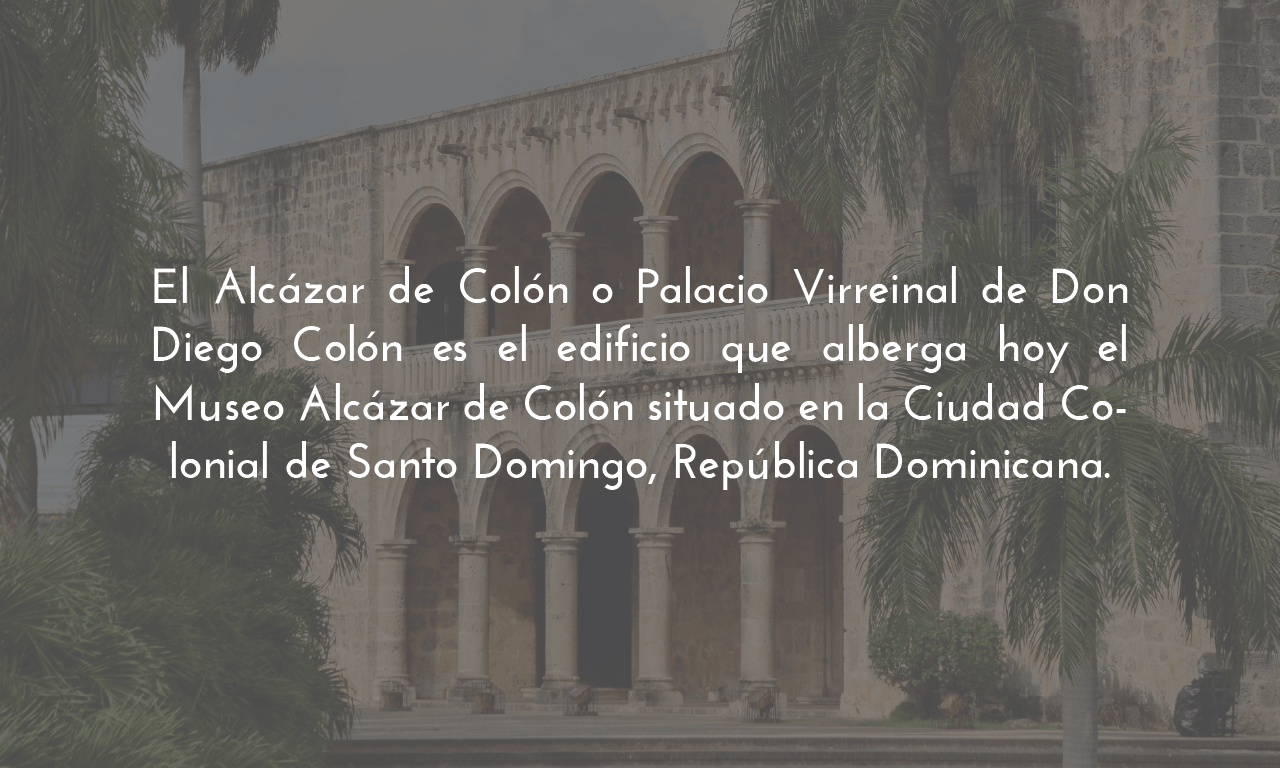 El Alcázar de Colón o Palacio Virreinal de Don
Diego Colón es el edificio que alberga hoy el
Museo Alcázar de Colón situado en la Ciudad Co-
lonial de Santo Domingo, República Dominicana.